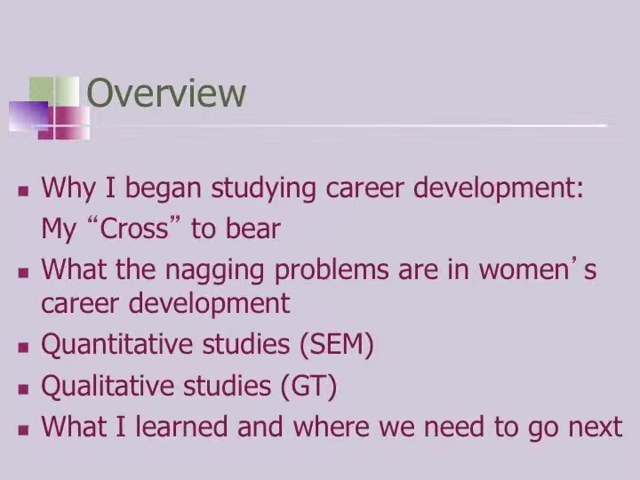 Overview
Why I began studying career development:
My “Cross” to bear
What the nagging problems are in women’s
career development
Quantitative studies (SEM)
Qualitative studies (GT)
What I learned and where we need to go next